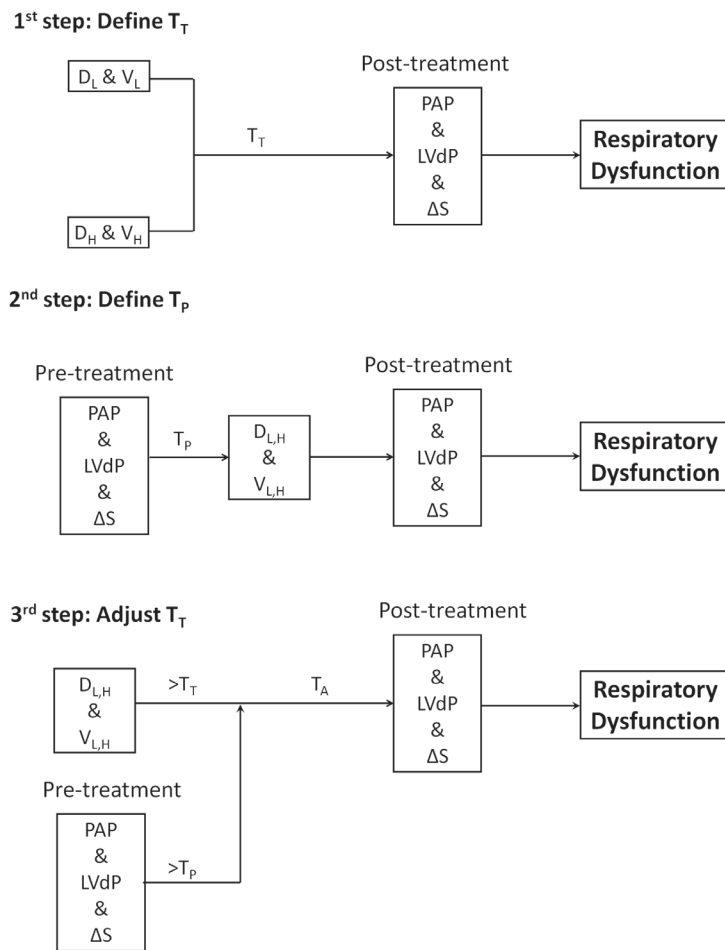 1st step: Define TT
DL & VL
Post-treatment
PAP
&
LVdP
&
ΔS
TT
Respiratory
Dysfunction
DH & VH
2nd step: Define TP
Pre-treatment
PAP
&
LVdP
&
ΔS
TP
DL,H
&
VL,H
Post-treatment
PAP
&
LVdP
&
ΔS
Respiratory
Dysfunction
3rd step: Adjust TT
DL,H
&
VL,H
>TT
TA
Post-treatment
PAP
&
LVdP
&
ΔS
Respiratory
Dysfunction
Pre-treatment
PAP
&
LVdP
&
ΔS
>TP